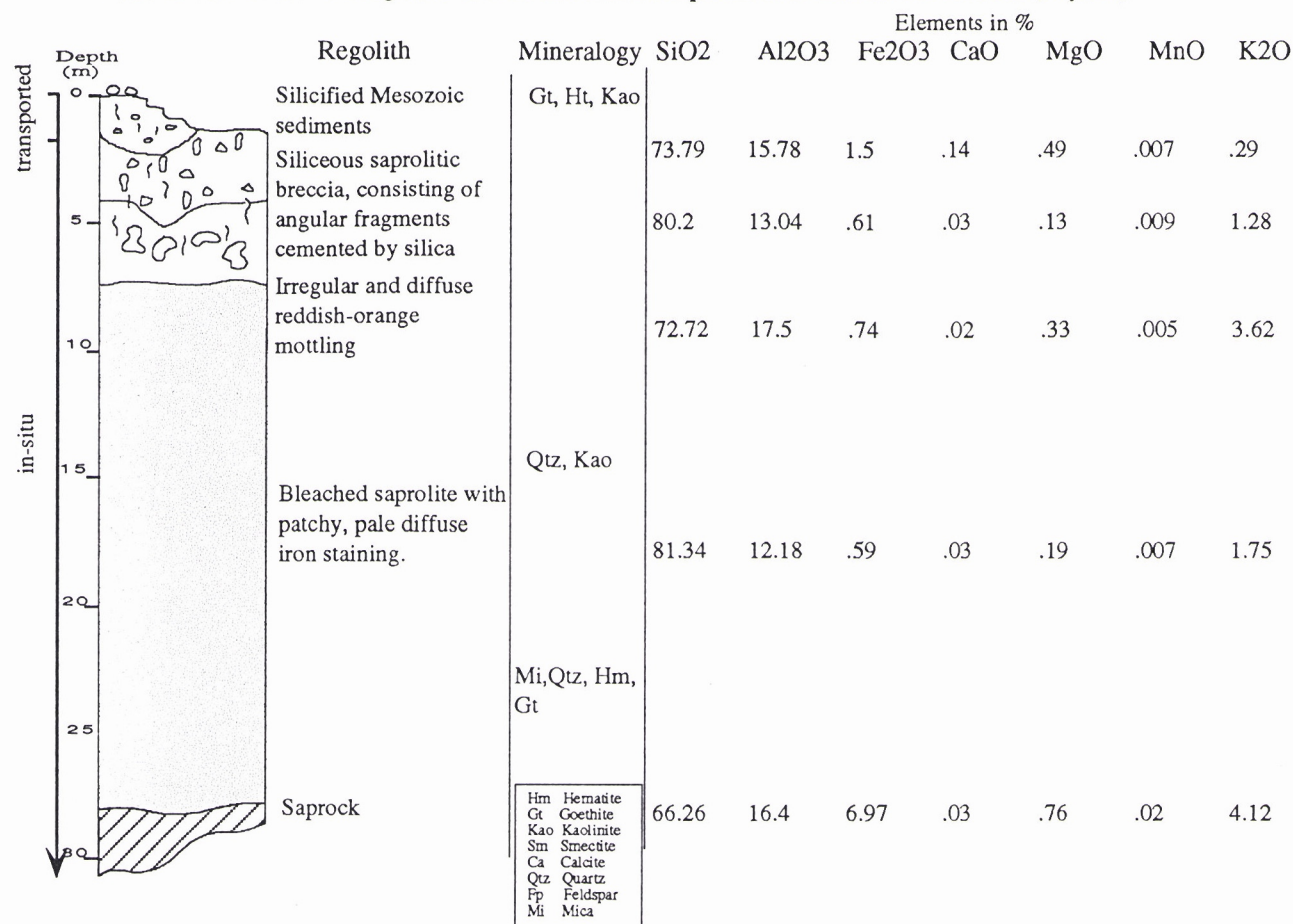 Elements in %
Depth
(m)
Regolith
Mineralogy
SiO2 Al2O3 Fe2O3 CaO MgO MnO K2O
transported
in-situ
0
5
10
15
20
25
30
Silicified Mesozoic
sediments
Siliceous saprolitic
breccia, consisting of
angular fragments
cemented by silica
Irregular and diffuse
reddish-orange
mottling
Bleached saprolite with
patchy, pale diffuse
iron staining.
Saprock
Gt, Ht, Kao
Qtz, Kao
Mi,Qtz, Hm,
Gt
73.79 15.78 1.5 .14 .49 .007 .29
80.2 13.04 .61 .03 .13 .009 1.28
72.72 17.5 .74 .02 .33 .005 3.62
81.34 12.18 .59 .03 .19 .007 1.75
66.26 16.4 6.97 .03 .76 .02 4.12
Hm Hematite
Gt Goethite
Kao Kaolinite
Sm Smectite
Ca Calcite
Qtz Quartz
Fp Feldspar
Mi Mica